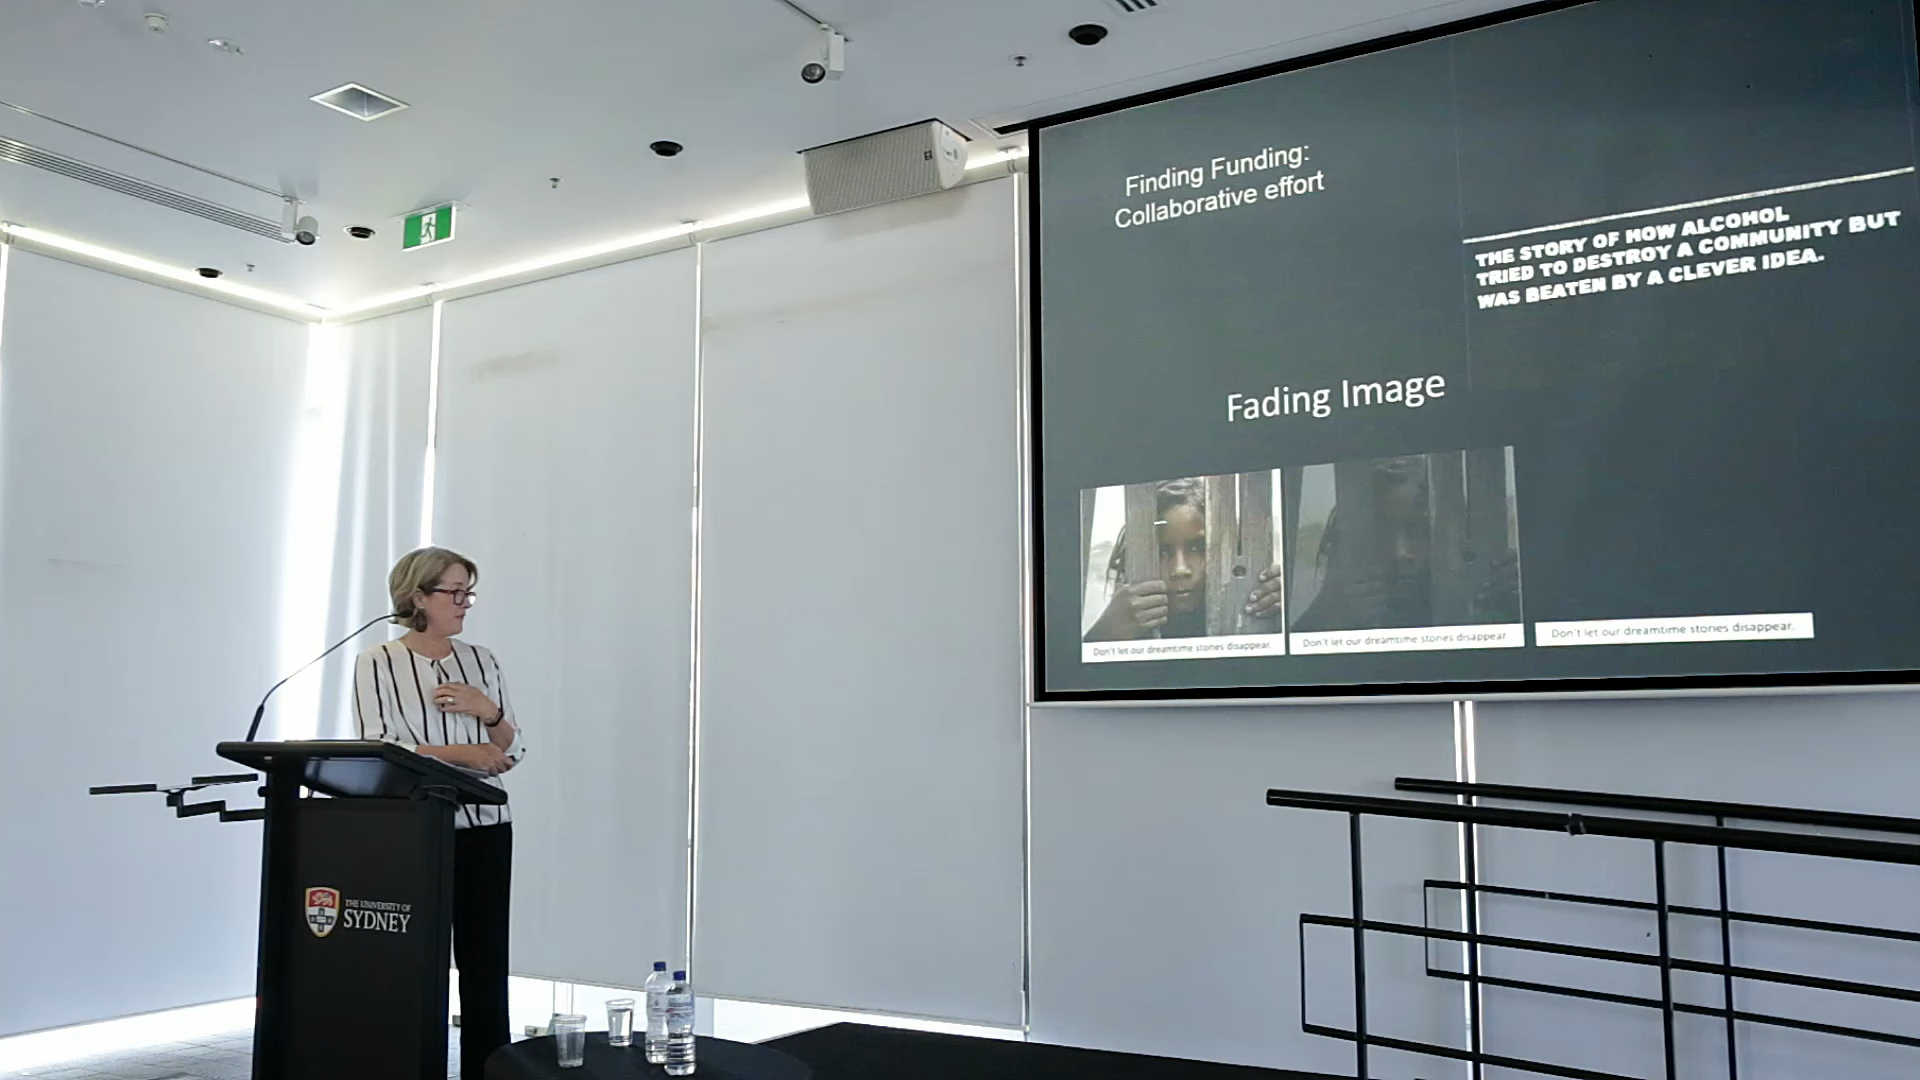 Finding Funding:
Collaborative effort
THE STORY OF HOW ALCOHOL
TRIED TO DESTROY A COMMUNITY BUT
WAS BEATEN BY A CLEVER IDEA.
Fading Image
Don't let our dreamtime stories disappear.
Don't let our dreamtime stories disappear.
Don't let our dreamtime stories disappear.
THE UNIVERSITY OF
SYDNEY